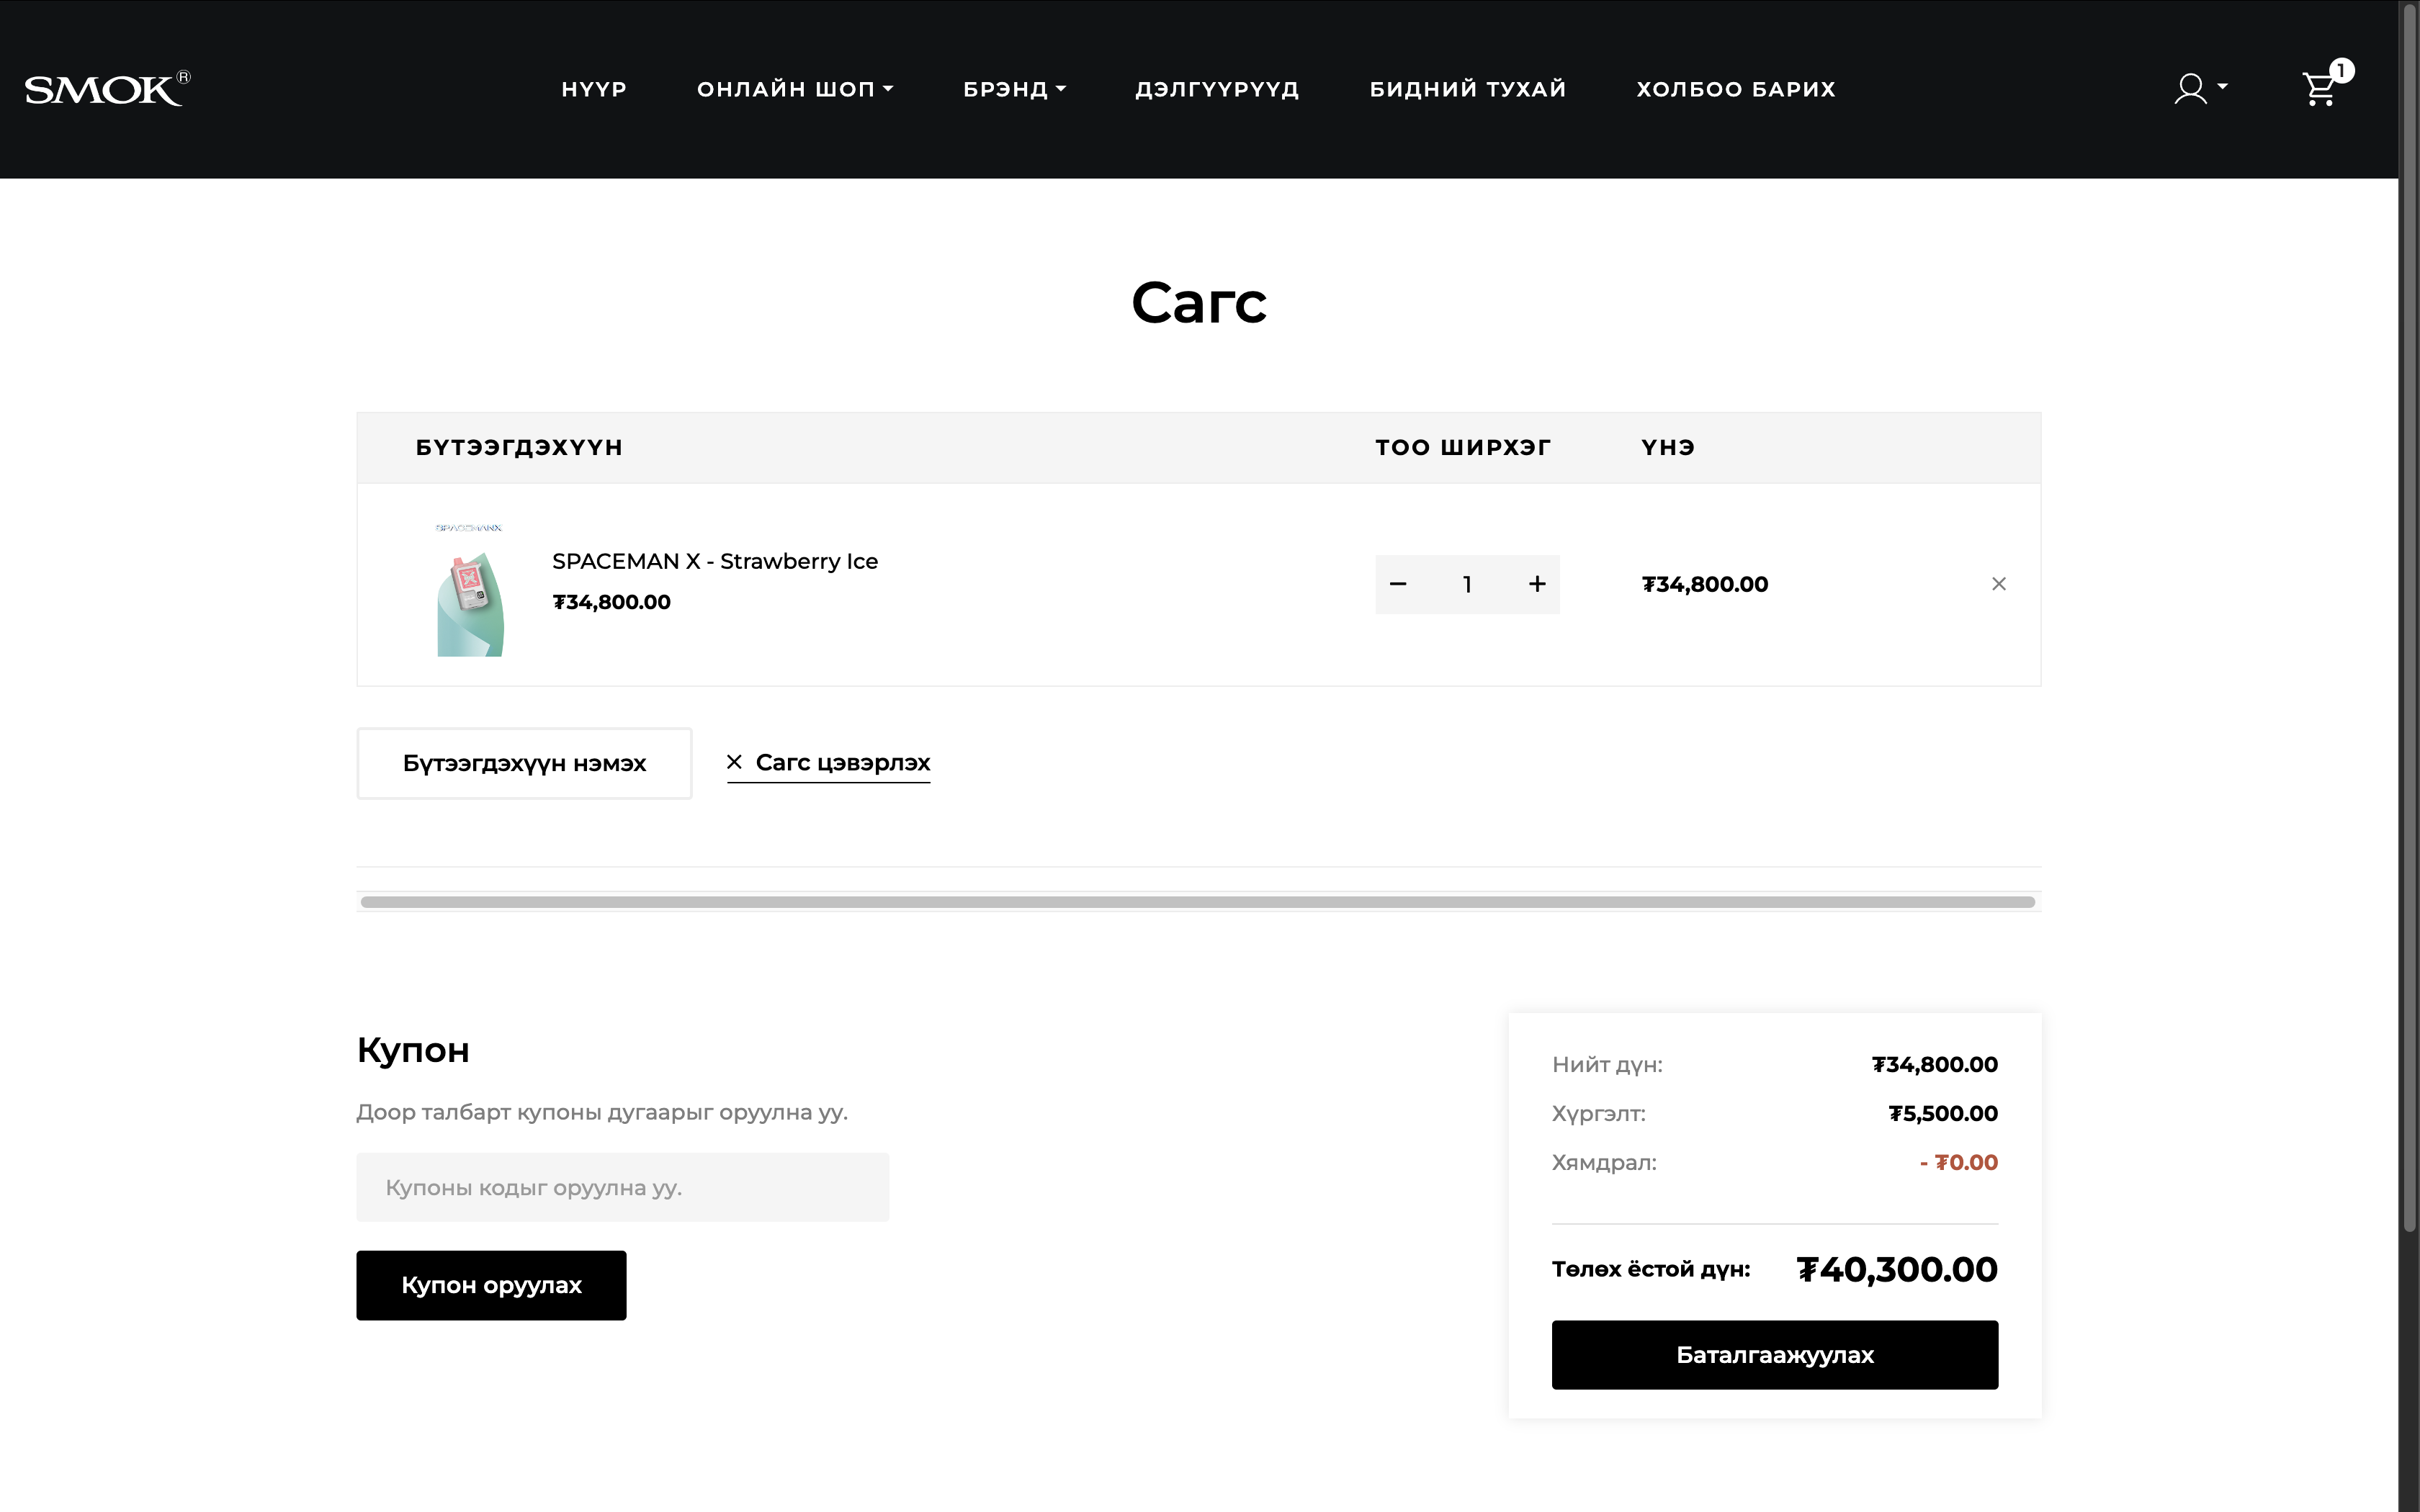 SMOK®
НҮҮР ОНЛАЙН ШОП БРЭНД ДЭЛГҮҮРҮҮД БИДНИЙ ТУХАЙ ХОЛБОО БАРИХ 1
Сагс
БҮТЭЭГДЭХҮҮН ТОО ШИРХЭГ ҮНЭ
SPACEMANX
SPACEMAN X - Strawberry Ice
₮34,800.00
− 1 + ₮34,800.00 ×
Бүтээгдэхүүн нэмэх × Сагс цэвэрлэх
Купон
Доор талбарт купоны дугаарыг оруулна уу.
Купоны кодыг оруулна уу.
Купон оруулах
Нийт дүн: ₮34,800.00
Хүргэлт: ₮5,500.00
Хямдрал: - ₮0.00
Төлөх ёстой дүн: ₮40,300.00
Баталгаажуулах